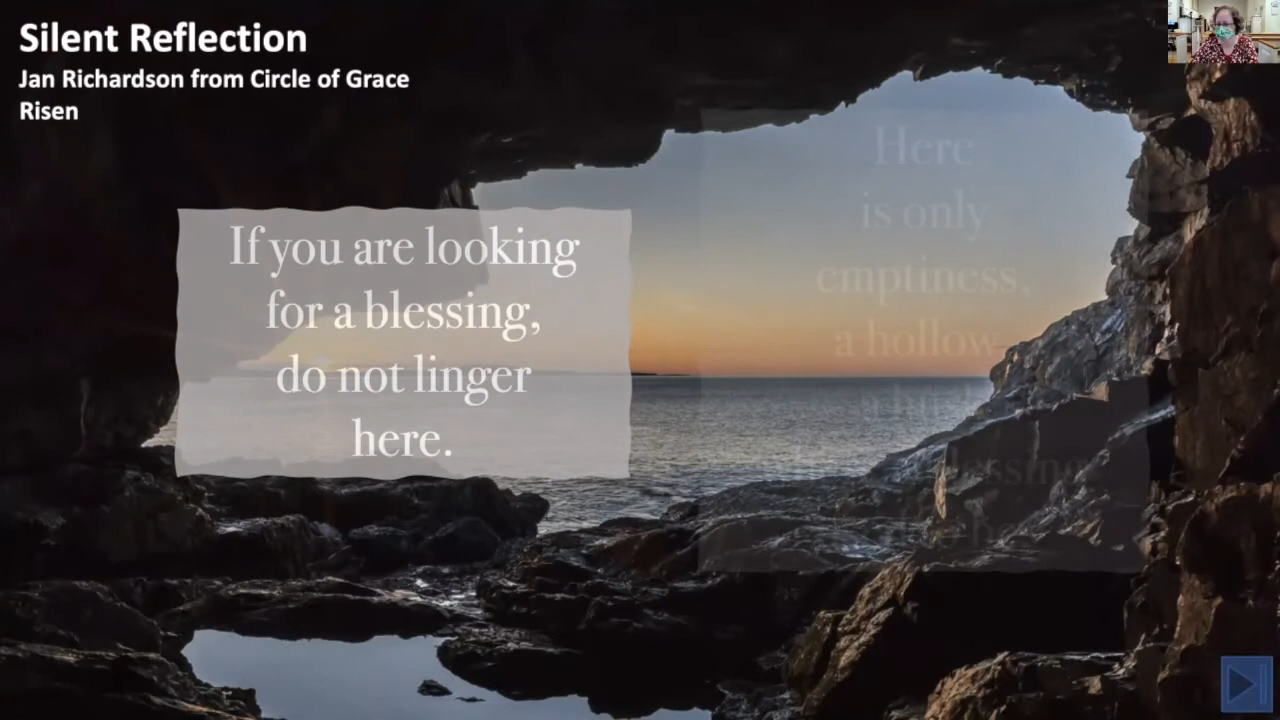 Silent Reflection
Jan Richardson from Circle of Grace
Risen
If you are looking
for a blessing,
do not linger
here.
Here
is only
emptiness,
a hollow